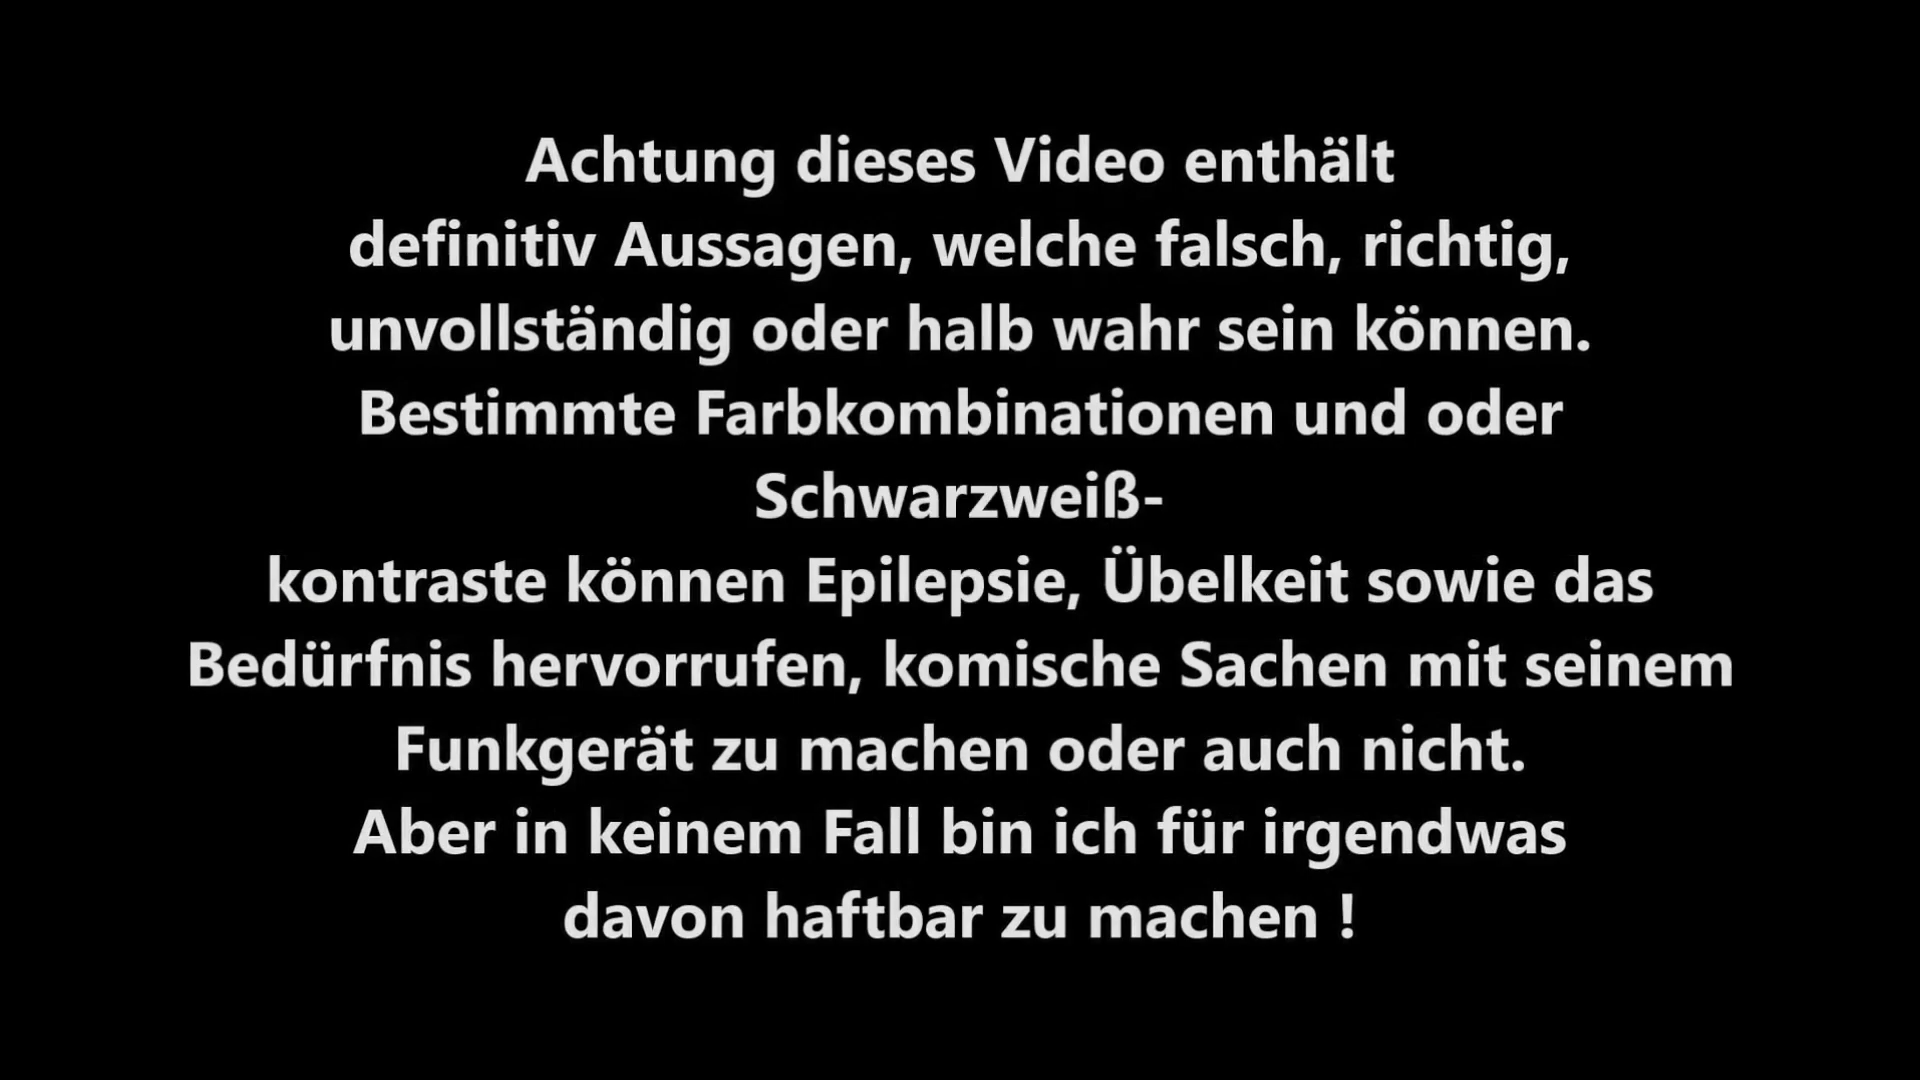 Achtung dieses Video enthält
definitiv Aussagen, welche falsch, richtig,
unvollständig oder halb wahr sein können.
Bestimmte Farbkombinationen und oder
Schwarzweiß-
kontraste können Epilepsie, Übelkeit sowie das
Bedürfnis hervorrufen, komische Sachen mit seinem
Funkgerät zu machen oder auch nicht.
Aber in keinem Fall bin ich für irgendwas
davon haftbar zu machen !